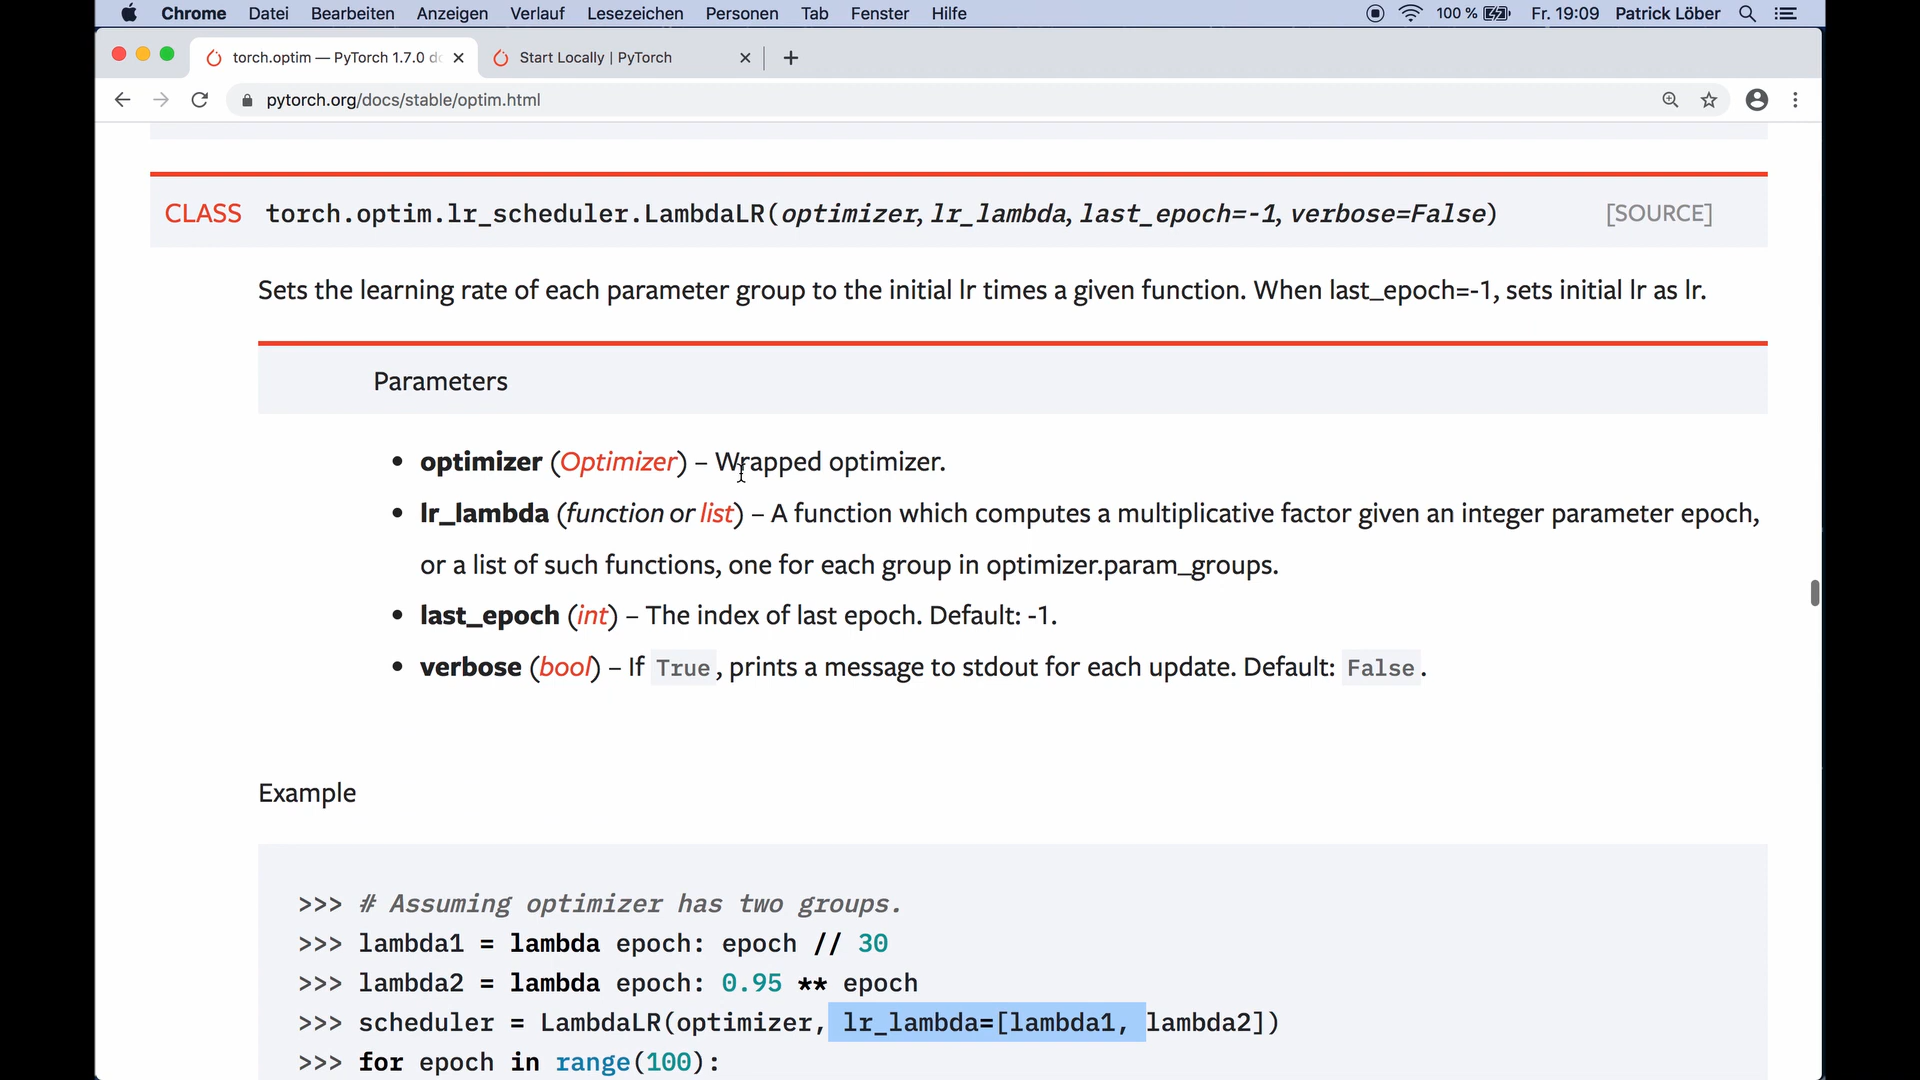 Chrome Datei Bearbeiten Anzeigen Verlauf Lesezeichen Personen Tab Fenster Hilfe 100 % Fr. 19:09 Patrick Löber
torch.optim — PyTorch 1.7.0 dc Start Locally | PyTorch
pytorch.org/docs/stable/optim.html
CLASS torch.optim.lr_scheduler.LambdaLR(optimizer, lr_lambda, last_epoch=-1, verbose=False) [SOURCE]
Sets the learning rate of each parameter group to the initial lr times a given function. When last_epoch=-1, sets initial lr as lr.
Parameters
• optimizer (Optimizer) – Wrapped optimizer.
• lr_lambda (function or list) – A function which computes a multiplicative factor given an integer parameter epoch,
or a list of such functions, one for each group in optimizer.param_groups.
• last_epoch (int) – The index of last epoch. Default: -1.
• verbose (bool) – If True, prints a message to stdout for each update. Default: False.
Example
>>> # Assuming optimizer has two groups.
>>> lambda1 = lambda epoch: epoch // 30
>>> lambda2 = lambda epoch: 0.95 ** epoch
>>> scheduler = LambdaLR(optimizer, lr_lambda=[lambda1, lambda2])
>>> for epoch in range(100):